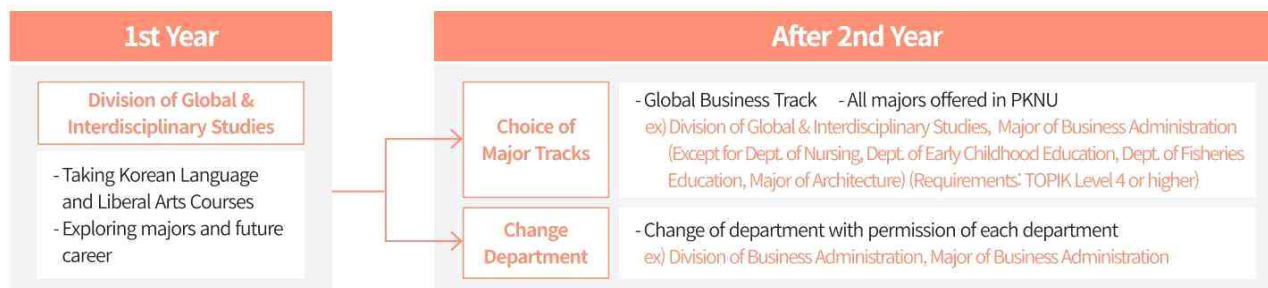 1st Year
Division of Global &
Interdisciplinary Studies
- Taking Korean Language
and Liberal Arts Courses
- Exploring majors and future
career
After 2nd Year
Choice of
Major Tracks
- Global Business Track - All majors offered in PKNU
ex) Division of Global & Interdisciplinary Studies, Major of Business Administration
(Except for Dept. of Nursing, Dept. of Early Childhood Education, Dept. of Fisheries
Education, Major of Architecture) (Requirements: TOPIK Level 4 or higher)
Change
Department
- Change of department with permission of each department
ex) Division of Business Administration, Major of Business Administration